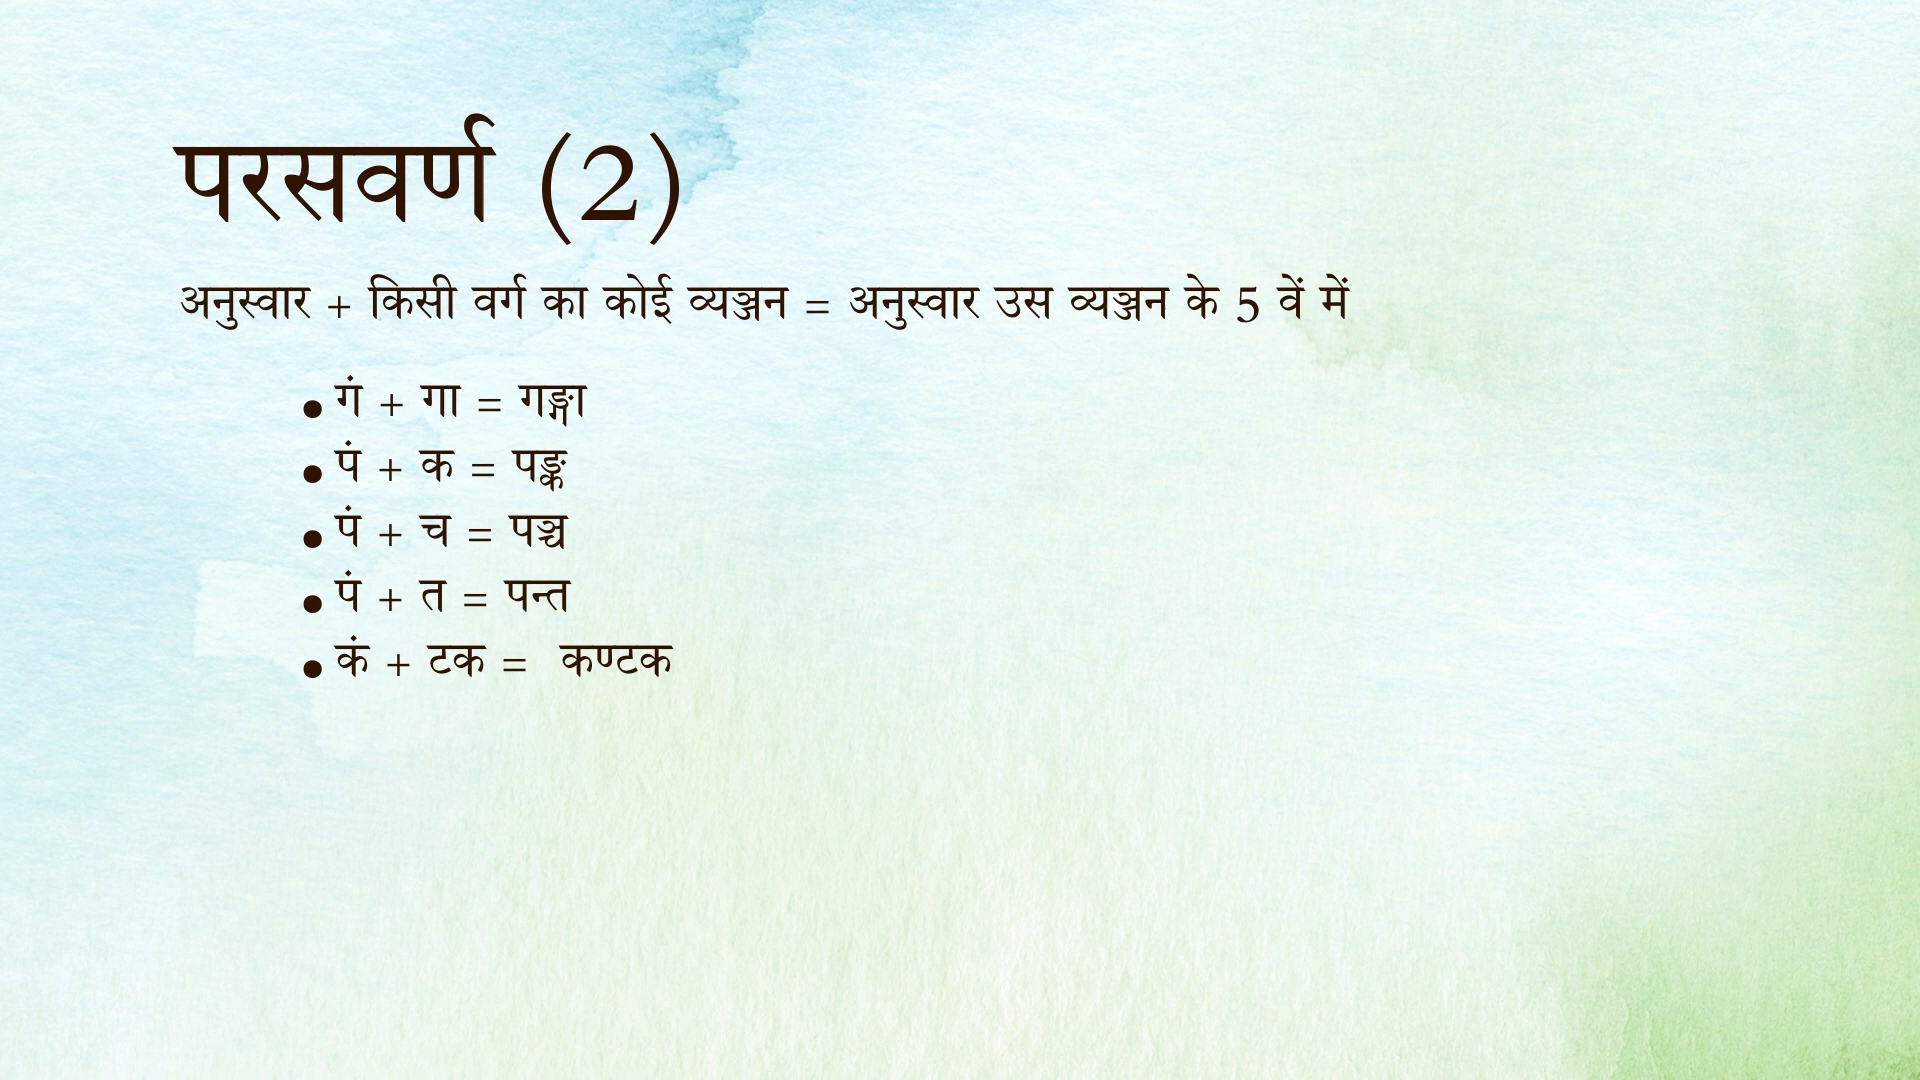 परसवर्ण (2)
अनुस्वार + किसी वर्ग का कोई व्यञ्जन = अनुस्वार उस व्यञ्जन के 5 वें में
• गं + गा = गङ्गा
• पं + क = पङ्क
• पं + च = पञ्च
• पं + त = पन्त
• कं + टक = कण्टक